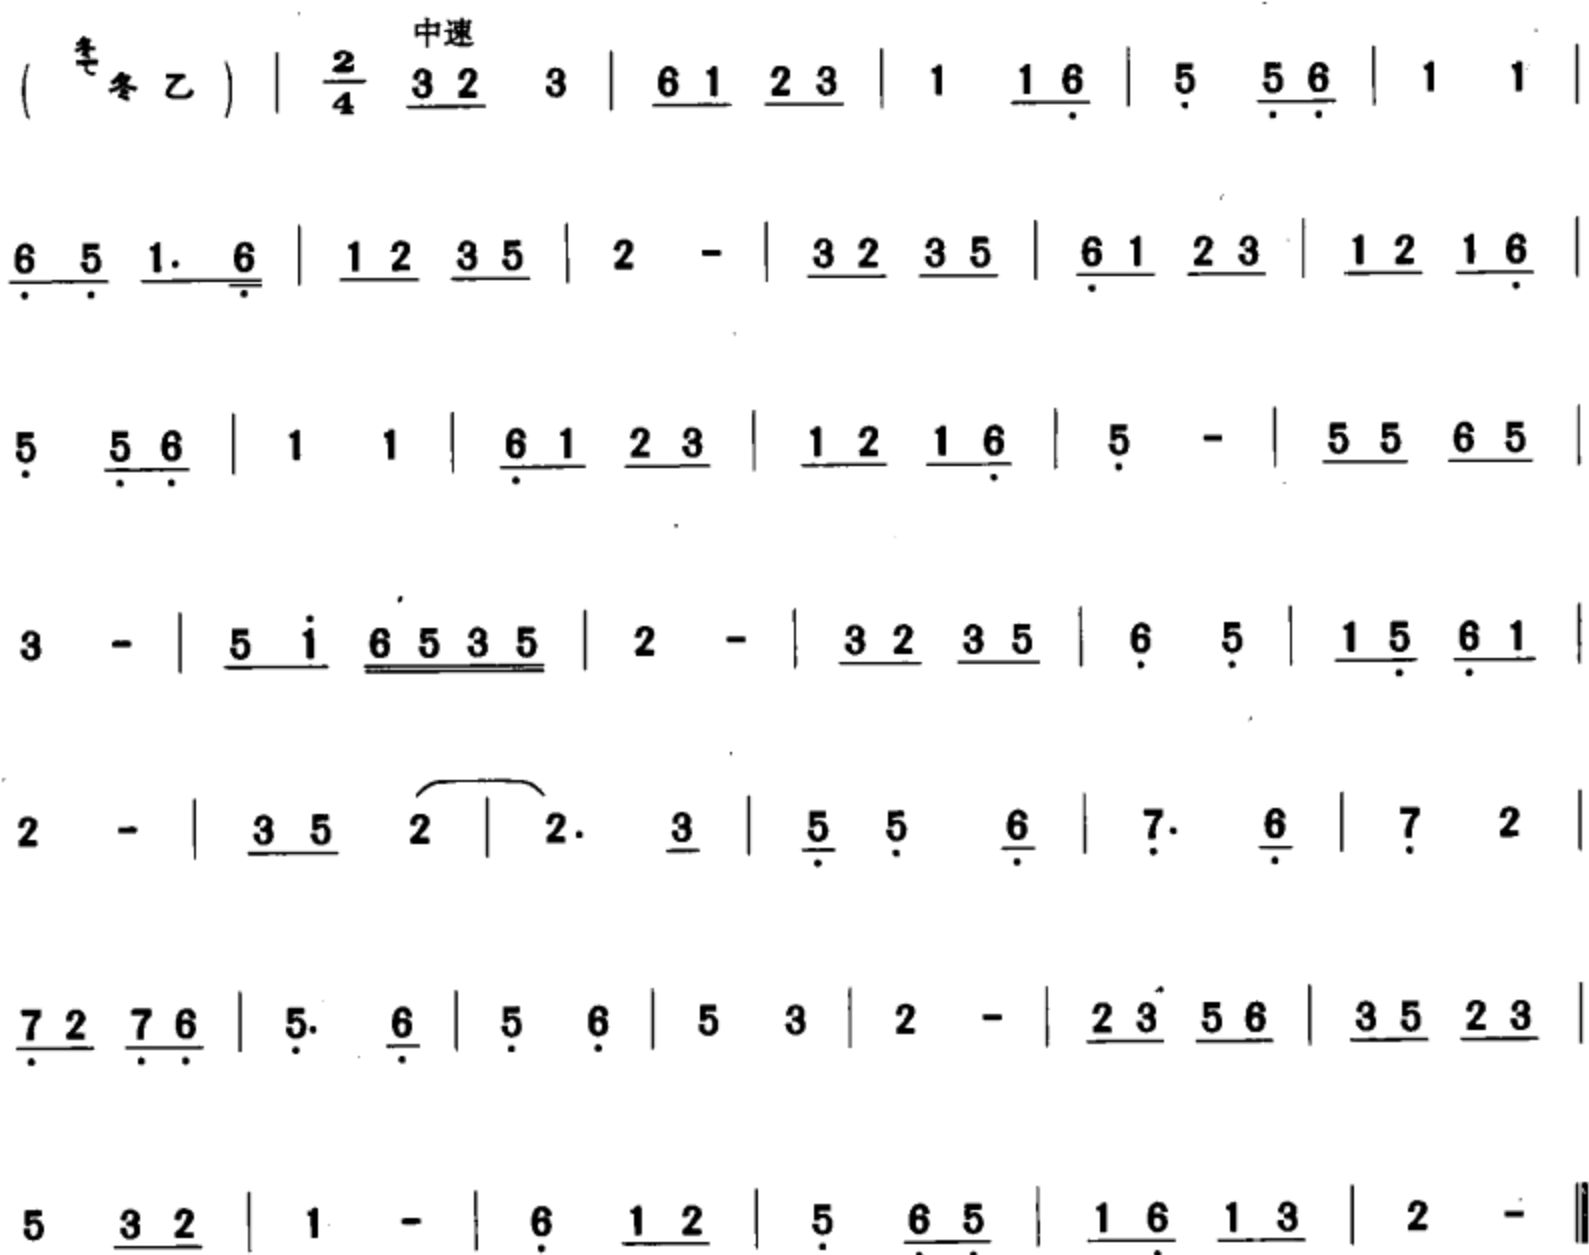 中速
( 冬 冬 乙 ) | 2/4 3 2 3 | 6 1 2 3 | 1 1 6̣ | 5̣ 5̣ 6̣ | 1 1 |
6̣ 5̣ 1. 6̣ | 1 2 3 5 | 2 - | 3 2 3 5 | 6̣ 1 2 3 | 1 2 1 6̣ |
5̣ 5̣ 6̣ | 1 1 | 6̣ 1 2 3 | 1 2 1 6̣ | 5̣ - | 5 5 6 5 |
3 - | 5 1̇ 6 5 3 5 | 2 - | 3 2 3 5 | 6̣ 5̣ | 1 5̣ 6̣ 1 |
2 - | 3 5 2 | 2. 3 | 5̣ 5̣ 6̣ | 7̣. 6̣ | 7̣ 2 |
7̣ 2 7̣ 6̣ | 5̣. 6̣ | 5̣ 6̣ | 5 3 | 2 - | 2 3 5 6 | 3 5 2 3 |
5 3 2 | 1 - | 6̣ 1 2 | 5̣ 6̣ 5̣ | 1 6̣ 1 3 | 2 - ‖